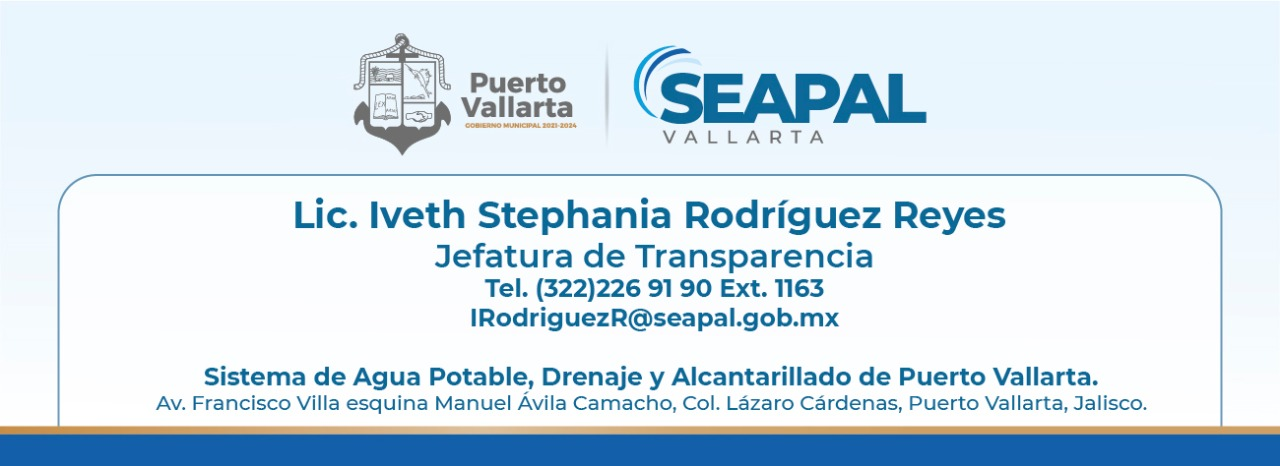 Puerto
Vallarta
GOBIERNO MUNICIPAL 2021-2024
SEAPAL
VALLARTA
Lic. Iveth Stephania Rodríguez Reyes
Jefatura de Transparencia
Tel. (322)226 91 90 Ext. 1163
IRodriguezR@seapal.gob.mx
Sistema de Agua Potable, Drenaje y Alcantarillado de Puerto Vallarta.
Av. Francisco Villa esquina Manuel Ávila Camacho, Col. Lázaro Cárdenas, Puerto Vallarta, Jalisco.